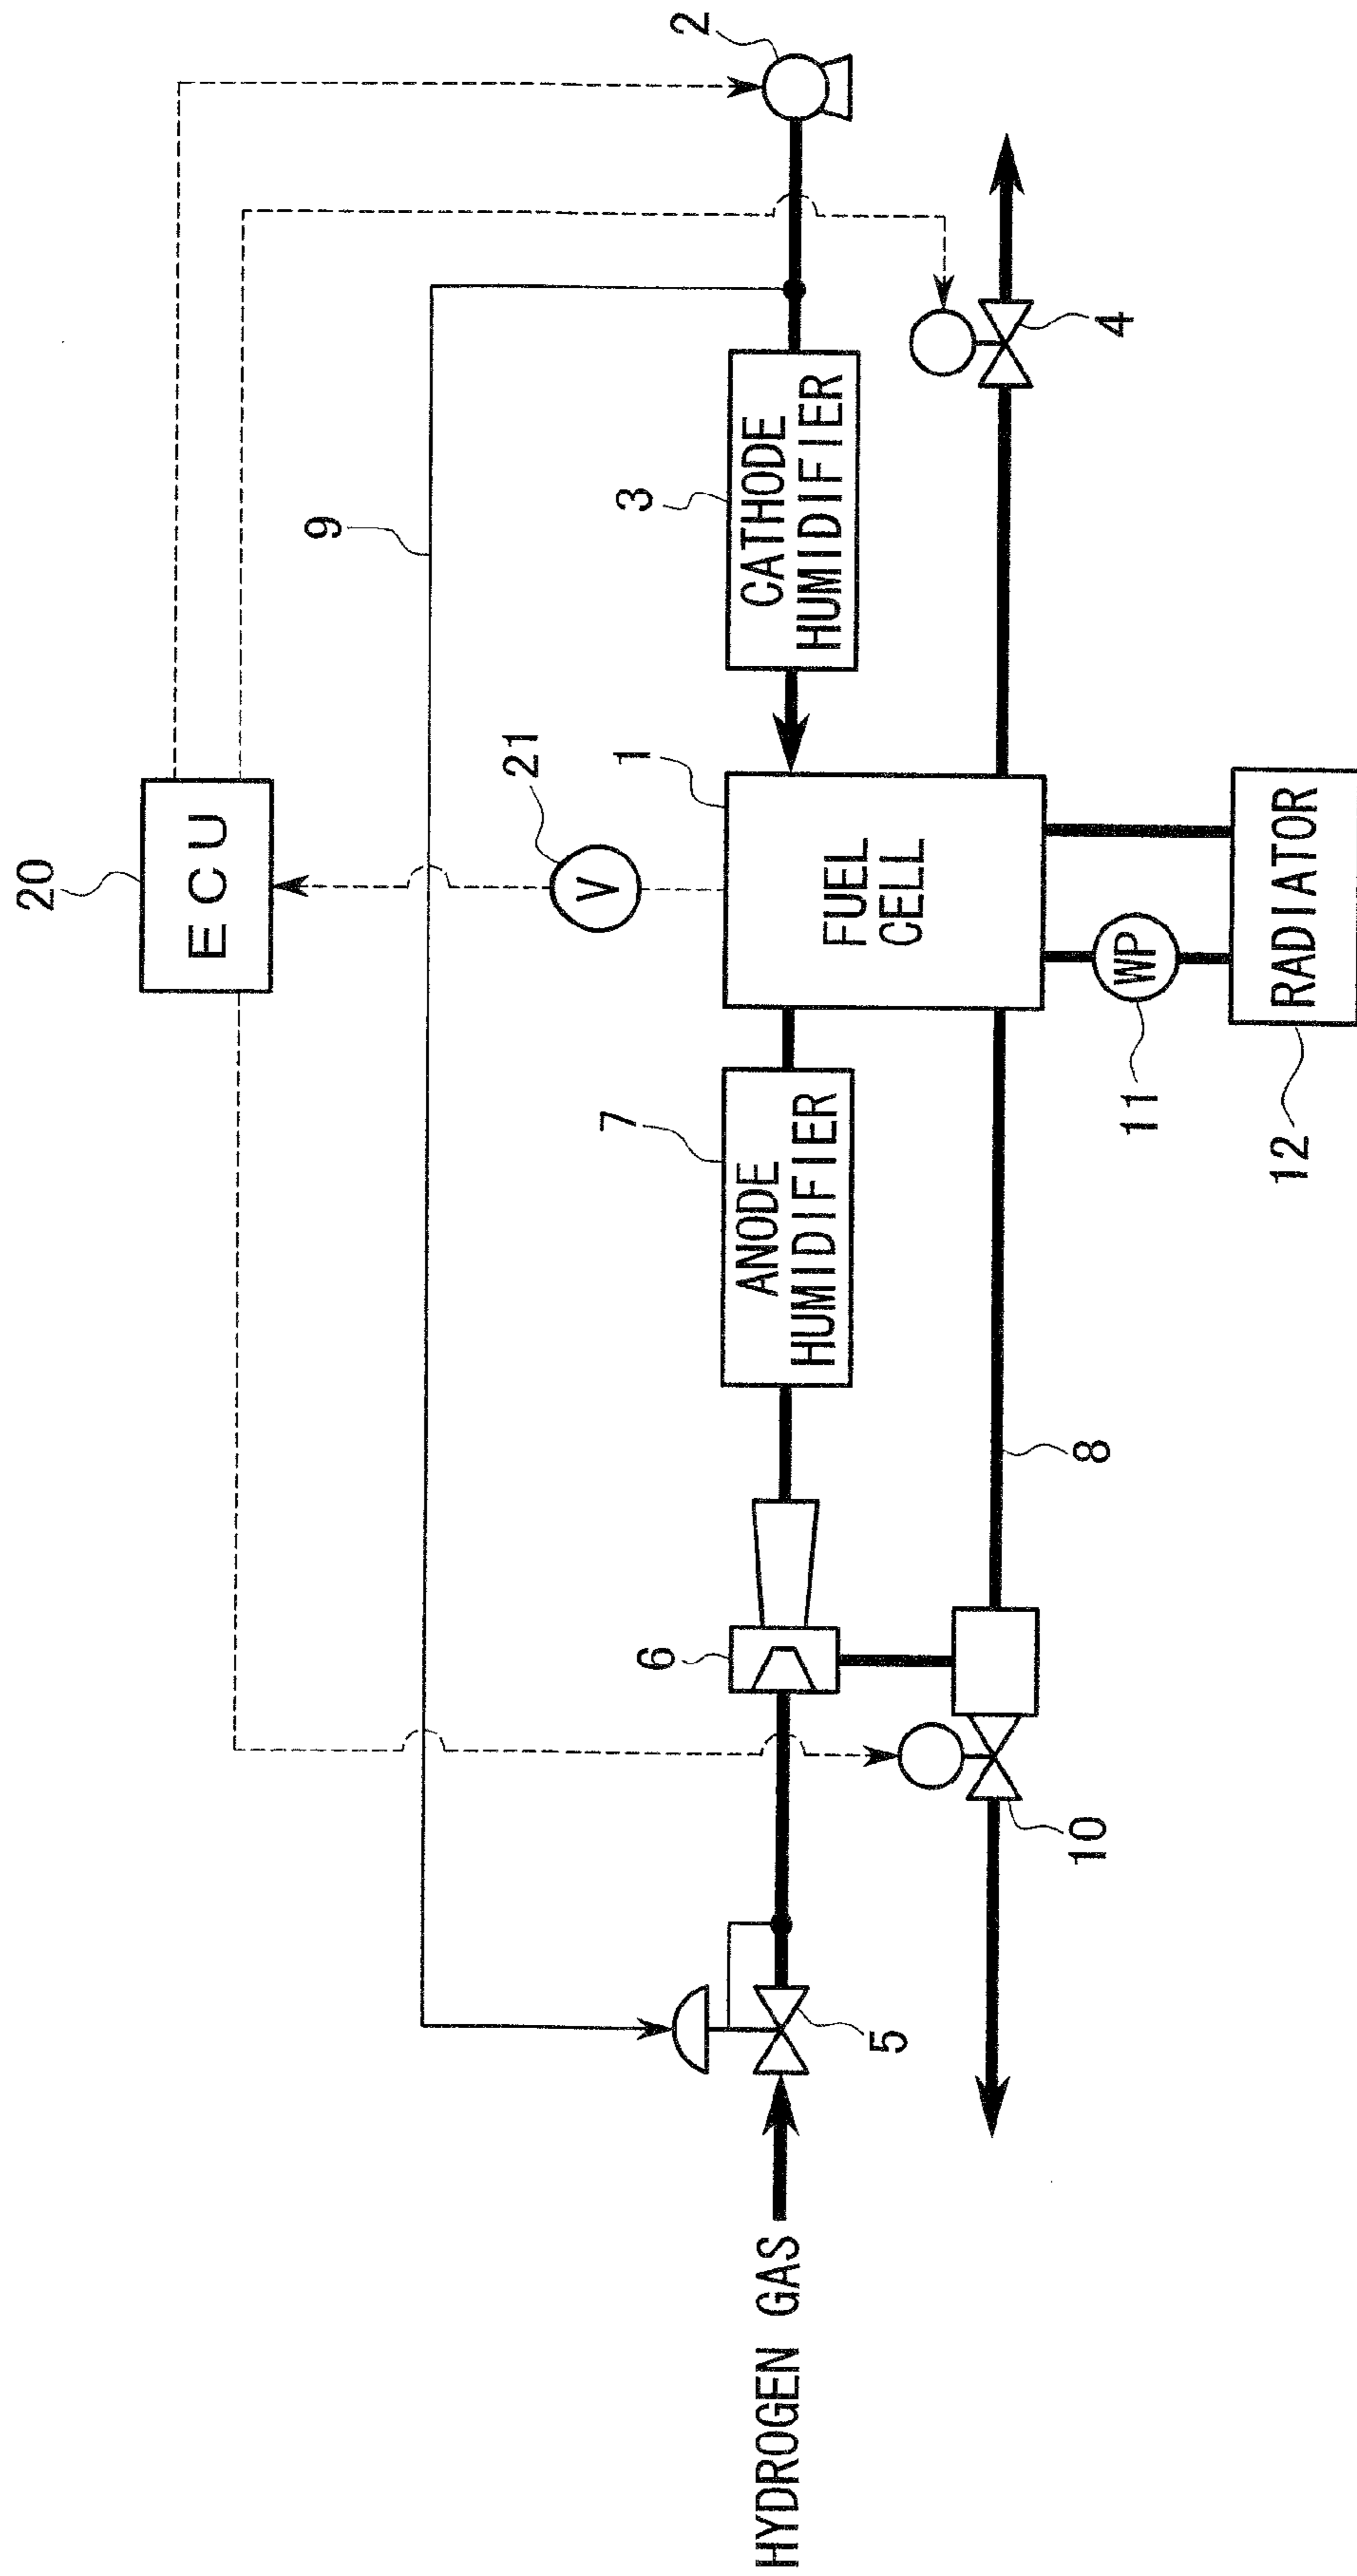 20
ECU
9
21
V
2
HYDROGEN GAS
5
6
7
ANODE
HUMIDIFIER
1
FUEL
CELL
3
CATHODE
HUMIDIFIER
10
8
11
WP
4
12
RADIATOR